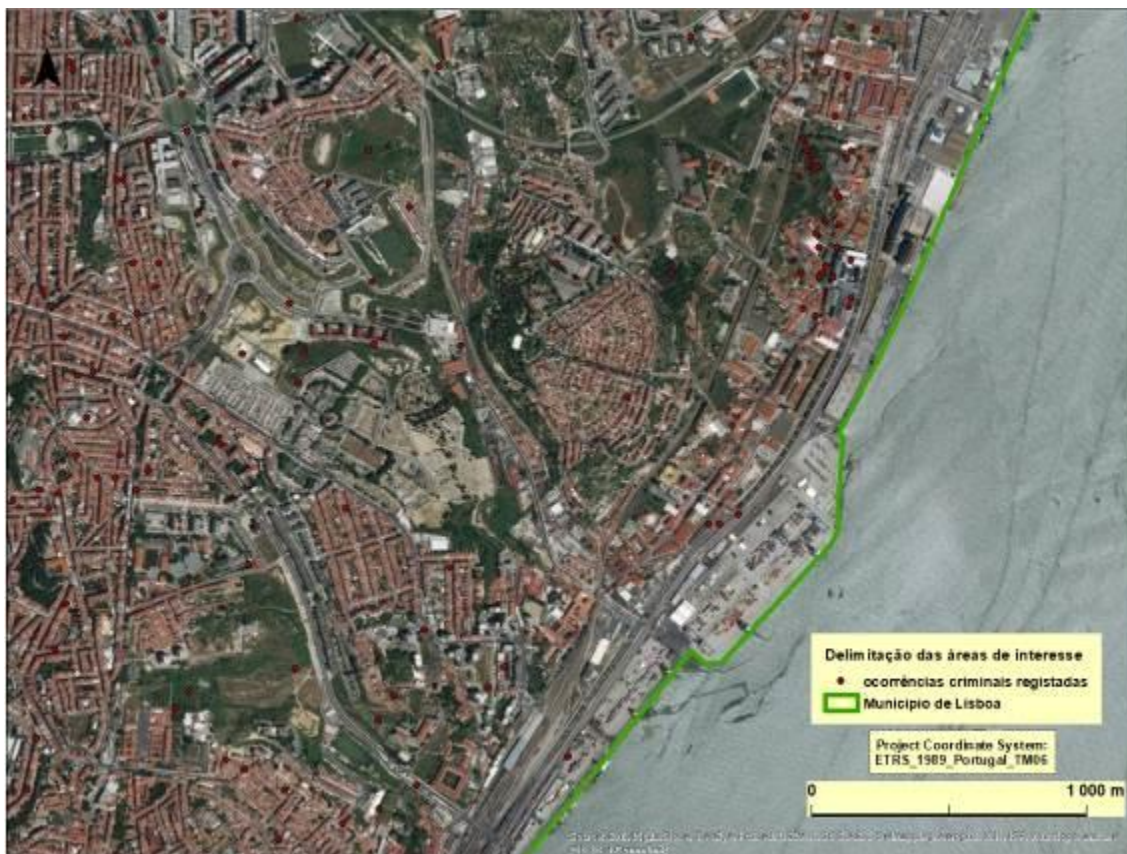 Delimitação das áreas de interesse
ocorrências criminais registadas
Município de Lisboa
Project Coordinate System:
ETRS_1989_Portugal_TM06
0 1 000 m